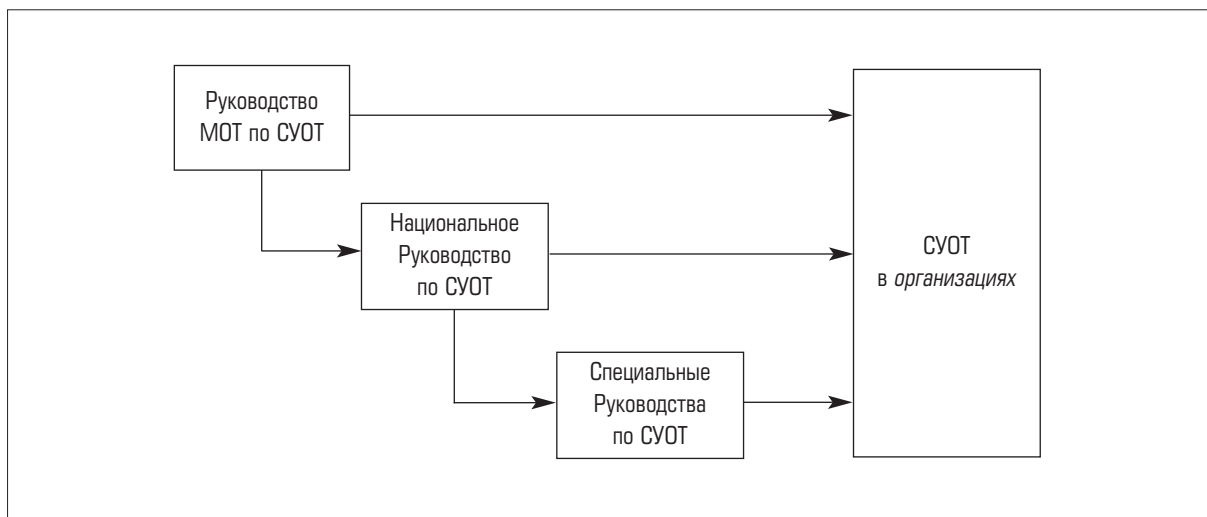 Руководство
МОТ по СУОТ
Национальное
Руководство
по СУОТ
СУОТ
в организациях
Специальные
Руководства
по СУОТ